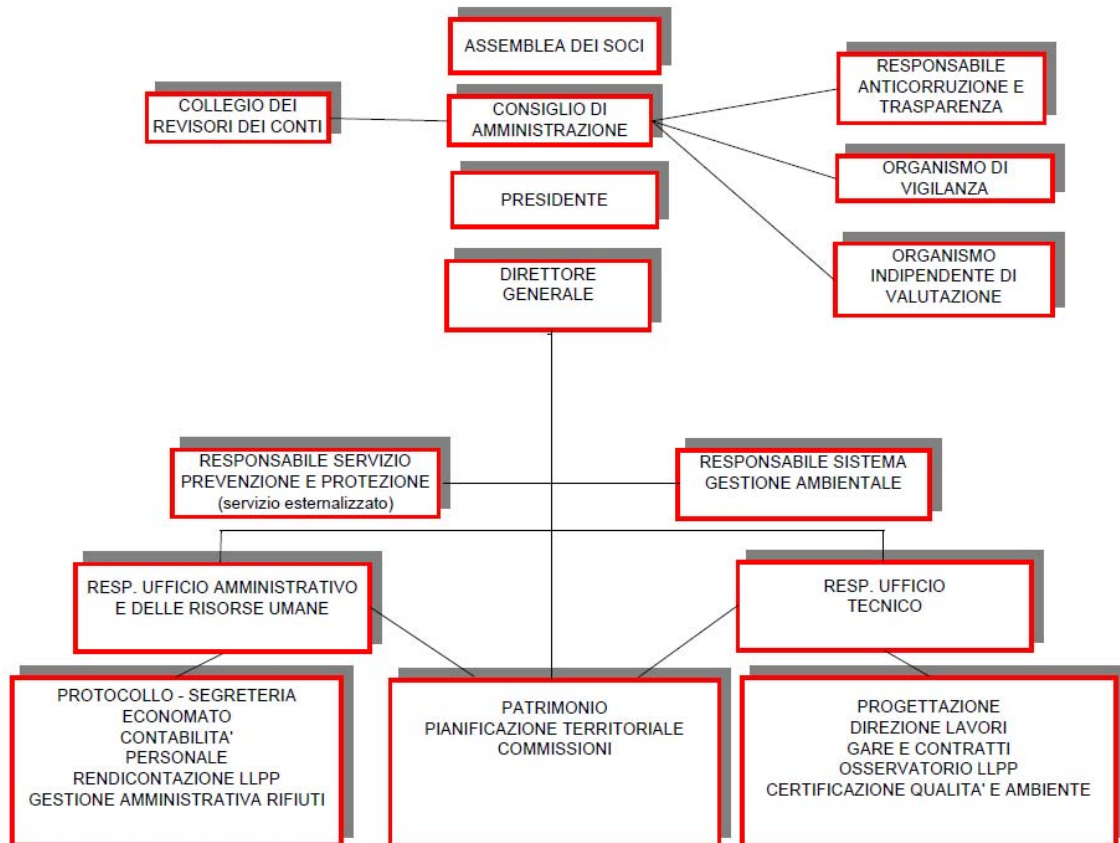 ASSEMBLEA DEI SOCI
COLLEGIO DEI
REVISORI DEI CONTI
CONSIGLIO DI
AMMINISTRAZIONE
RESPONSABILE
ANTICORRUZIONE E
TRASPARENZA
ORGANISMO DI
VIGILANZA
PRESIDENTE
ORGANISMO
INDIPENDENTE DI
VALUTAZIONE
DIRETTORE
GENERALE
RESPONSABILE SERVIZIO
PREVENZIONE E PROTEZIONE
(servizio esternalizzato)
RESPONSABILE SISTEMA
GESTIONE AMBIENTALE
RESP. UFFICIO AMMINISTRATIVO
E DELLE RISORSE UMANE
RESP. UFFICIO
TECNICO
PROTOCOLLO - SEGRETERIA
ECONOMATO
CONTABILITA'
PERSONALE
RENDICONTAZIONE LLPP
GESTIONE AMMINISTRATIVA RIFIUTI
PATRIMONIO
PIANIFICAZIONE TERRITORIALE
COMMISSIONI
PROGETTAZIONE
DIREZIONE LAVORI
GARE E CONTRATTI
OSSERVATORIO LLPP
CERTIFICAZIONE QUALITA' E AMBIENTE